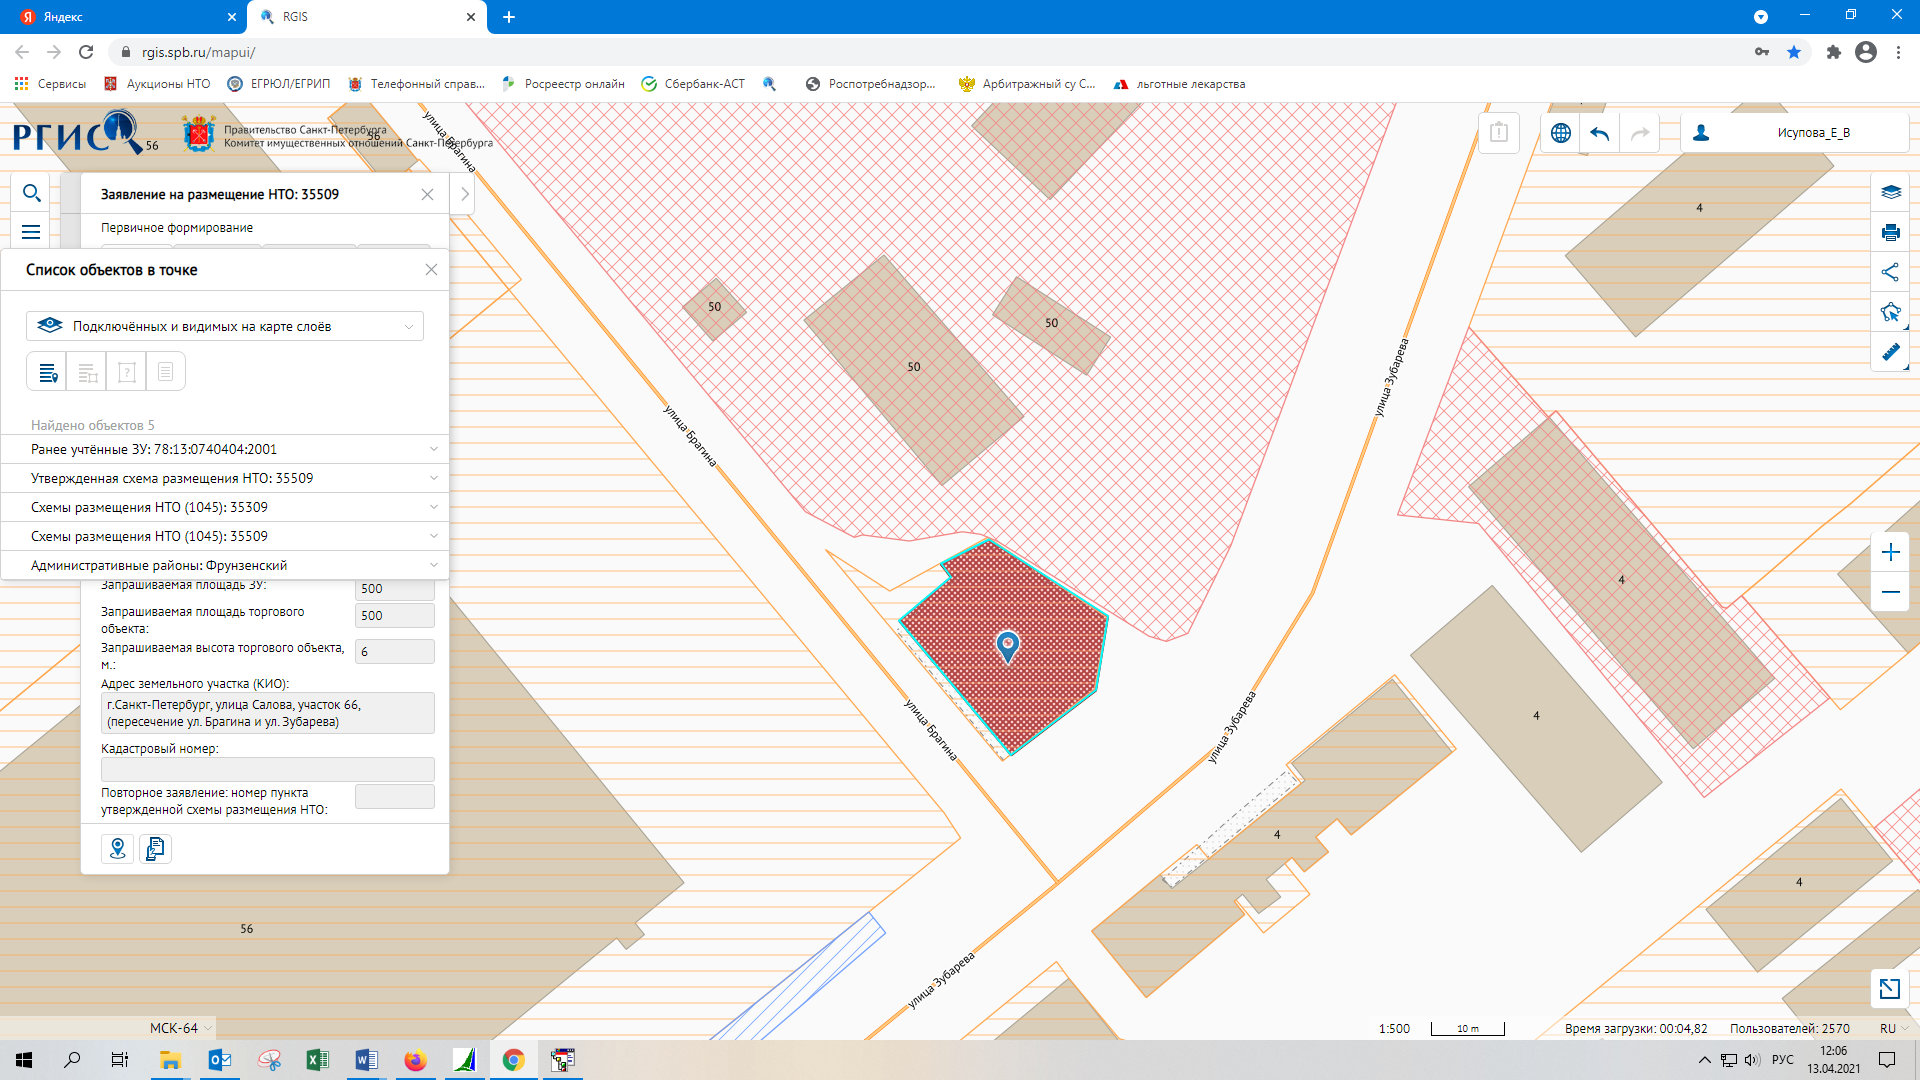 Яндекс
RGIS
rgis.spb.ru/mapui/
Сервисы
Аукционы НТО
ЕГРЮЛ/ЕГРИП
Телефонный справ...
Росреестр онлайн
Сбербанк-АСТ
Роспотребнадзор...
Арбитражный су С...
льготные лекарства
РГИС
56
Правительство Санкт-Петербурга
Комитет имущественных отношений Санкт-Петербурга
56
Исупова_Е_В
Заявление на размещение НТО: 35509
Первичное формирование
Список объектов в точке
Подключённых и видимых на карте слоёв
Найдено объектов 5
Ранее учтённые ЗУ: 78:13:0740404:2001
Утвержденная схема размещения НТО: 35509
Схемы размещения НТО (1045): 35309
Схемы размещения НТО (1045): 35509
Административные районы: Фрунзенский
Запрашиваемая площадь ЗУ:
500
Запрашиваемая площадь торгового
объекта:
500
Запрашиваемая высота торгового объекта,
м.:
6
Адрес земельного участка (КИО):
г.Санкт-Петербург, улица Салова, участок 66,
(пересечение ул. Брагина и ул. Зубарева)
Кадастровый номер:
Повторное заявление: номер пункта
утвержденной схемы размещения НТО:
улица Брагина
улица Брагина
улица Брагина
улица Зубарева
улица Зубарева
улица Зубарева
50
50
50
4
4
4
4
4
56
МСК-64
1:500
10 m
Время загрузки: 00:04,82
Пользователей: 2570
RU
РУС
12:06
13.04.2021